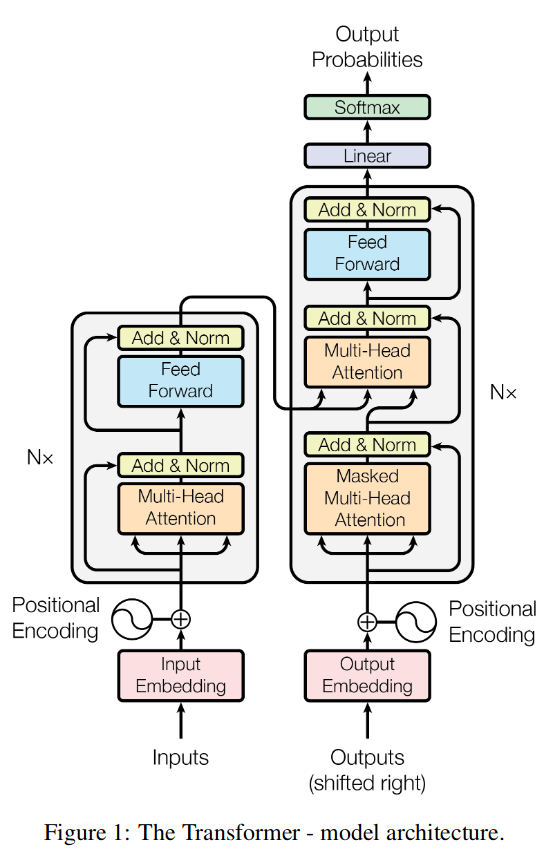 Output
Probabilities
Softmax
Linear
Add & Norm
Feed
Forward
Add & Norm
Multi-Head
Attention
Add & Norm
Masked
Multi-Head
Attention
N×
Positional
Encoding
Output
Embedding
Outputs
(shifted right)
Add & Norm
Feed
Forward
Add & Norm
Multi-Head
Attention
N×
Positional
Encoding
Input
Embedding
Inputs
Figure 1: The Transformer - model architecture.